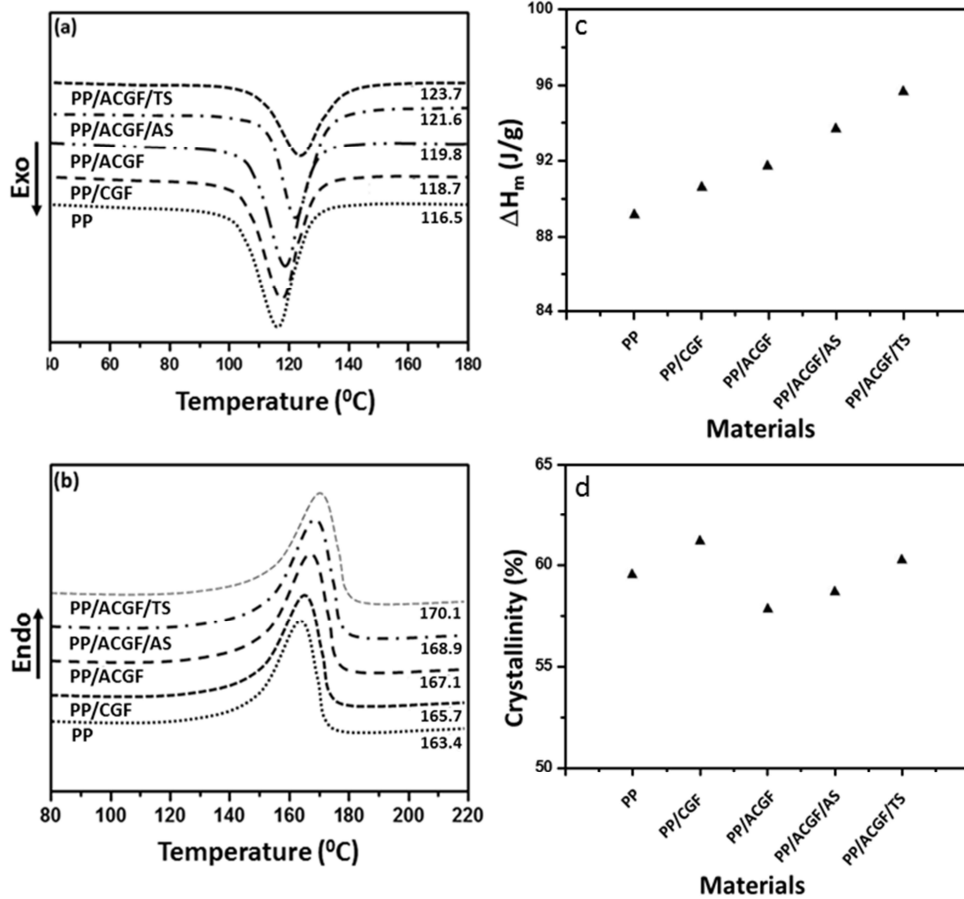 (a)
PP/ACGF/TS
123.7
PP/ACGF/AS
121.6
PP/ACGF
119.8
PP/CGF
118.7
PP
116.5
Exo
40 60 80 100 120 140 160 180
Temperature (⁰C)
c
100
96
92
88
84
ΔHm (J/g)
PP PP/CGF PP/ACGF PP/ACGF/AS PP/ACGF/TS
Materials
(b)
PP/ACGF/TS
170.1
PP/ACGF/AS
168.9
PP/ACGF
167.1
PP/CGF
165.7
PP
163.4
Endo
80 100 120 140 160 180 200 220
Temperature (⁰C)
d
65
60
55
50
Crystallinity (%)
PP PP/CGF PP/ACGF PP/ACGF/AS PP/ACGF/TS
Materials